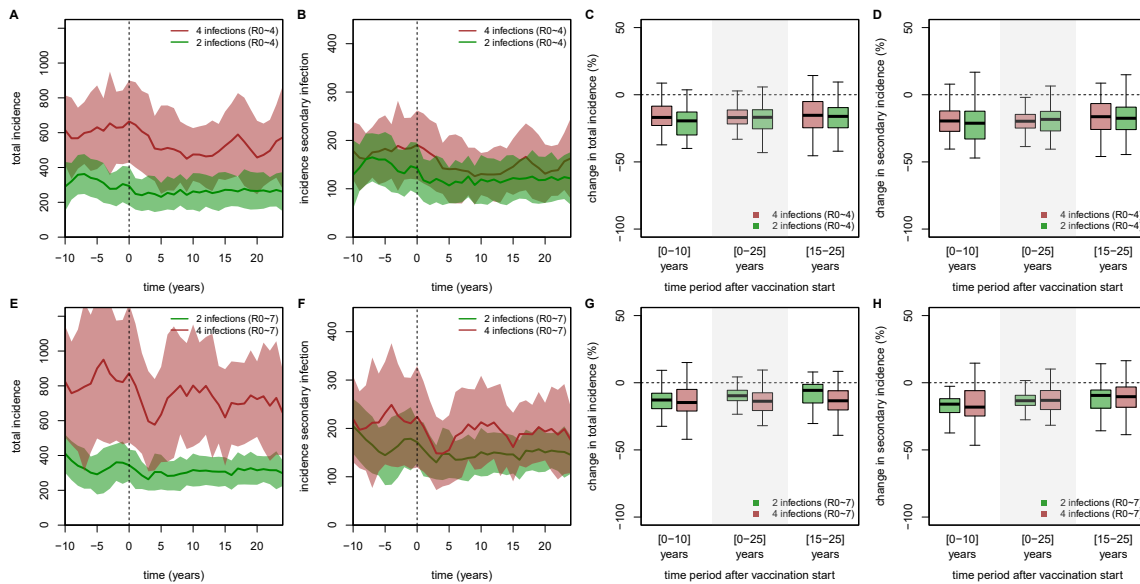 A
total incidence
0 200 400 600 800 1000
4 infections (R0~4)
2 infections (R0~4)
−10 −5 0 5 10 15 20
time (years)
B
incidence secondary infection
0 100 200 300 400
4 infections (R0~4)
2 infections (R0~4)
−10 −5 0 5 10 15 20
time (years)
C
change in total incidence (%)
−100 −50 0 50
4 infections (R0~4)
2 infections (R0~4)
[0−10] [0−25] [15−25]
years years years
time period after vaccination start
D
change in secondary incidence (%)
−100 −50 0 50
4 infections (R0~4)
2 infections (R0~4)
[0−10] [0−25] [15−25]
years years years
time period after vaccination start
E
total incidence
0 200 400 600 800 1000
2 infections (R0~7)
4 infections (R0~7)
−10 −5 0 5 10 15 20
time (years)
F
incidence secondary infection
0 100 200 300 400
2 infections (R0~7)
4 infections (R0~7)
−10 −5 0 5 10 15 20
time (years)
G
change in total incidence (%)
−100 −50 0 50
2 infections (R0~7)
4 infections (R0~7)
[0−10] [0−25] [15−25]
years years years
time period after vaccination start
H
change in secondary incidence (%)
−100 −50 0 50
2 infections (R0~7)
4 infections (R0~7)
[0−10] [0−25] [15−25]
years years years
time period after vaccination start